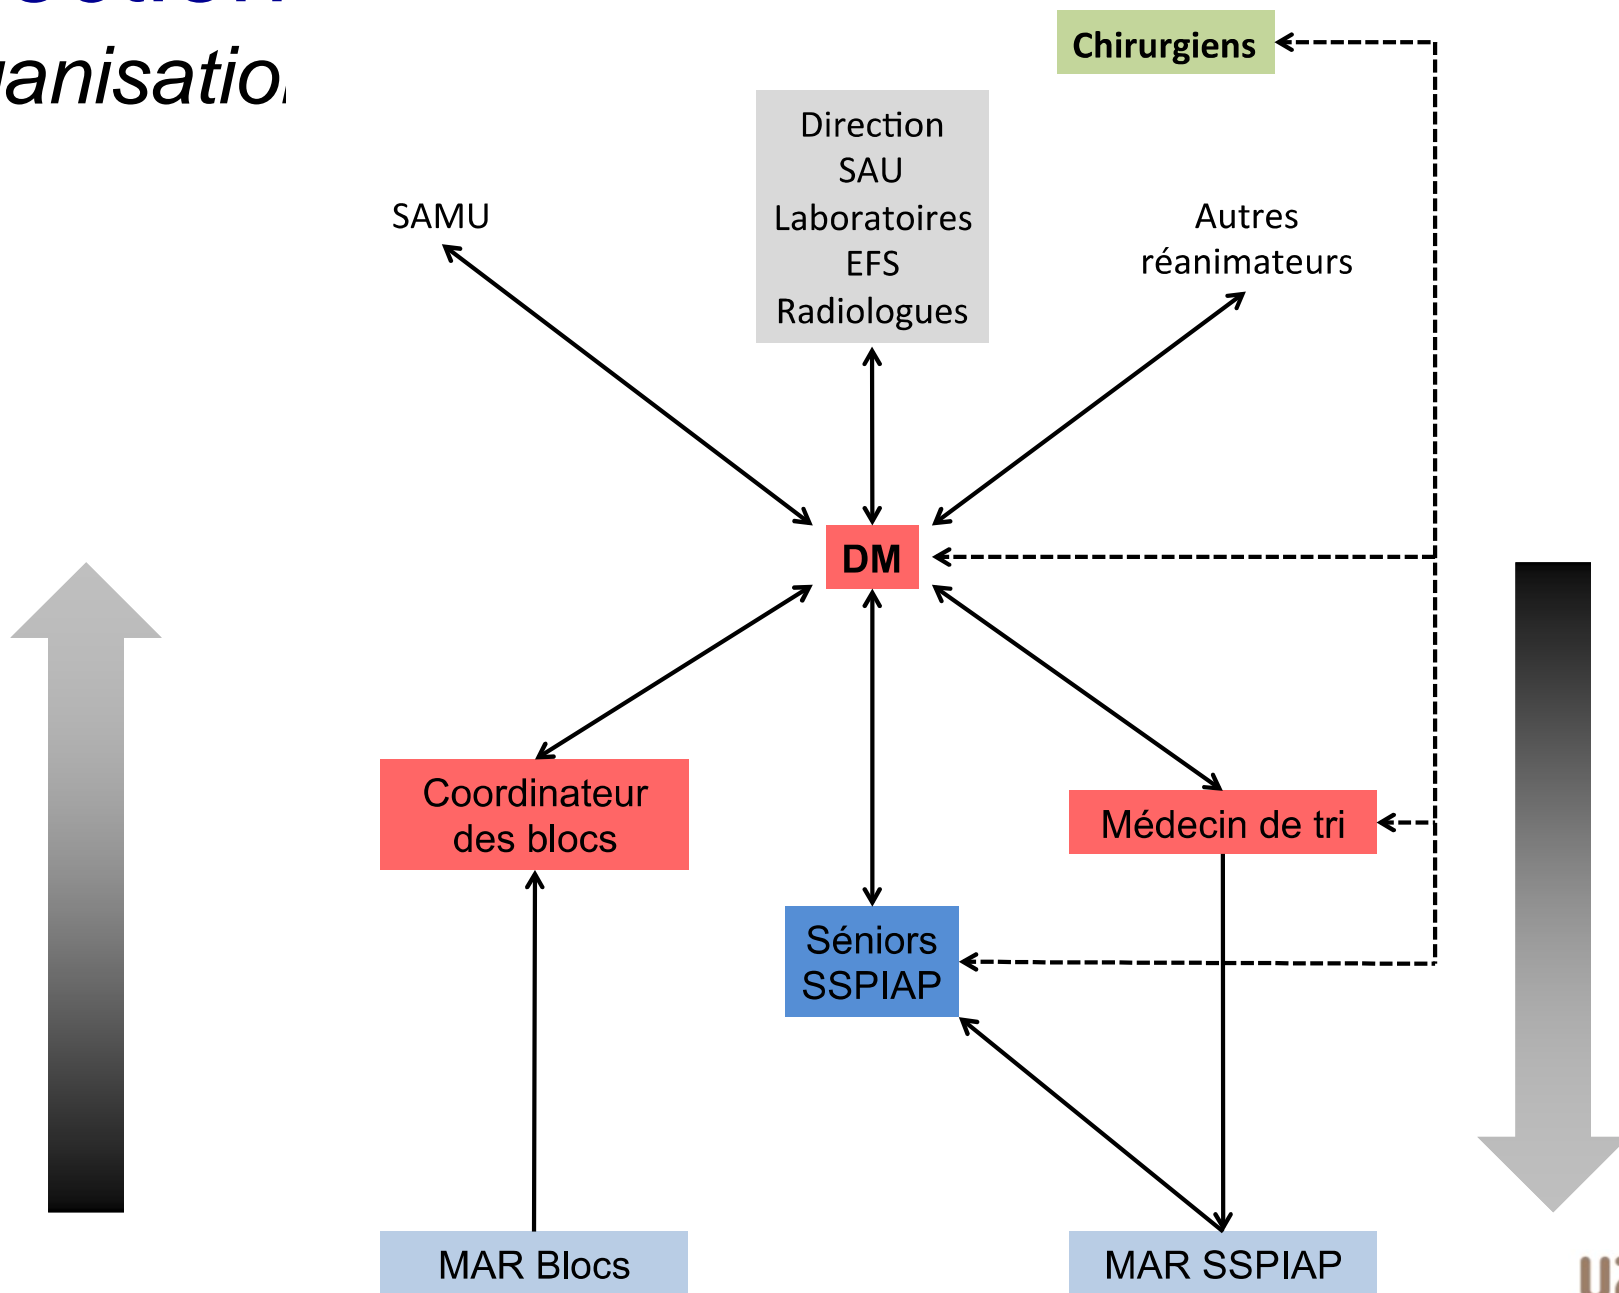 Chirurgiens
Direction
SAU
Laboratoires
EFS
Radiologues
SAMU
Autres
réanimateurs
DM
Coordinateur
des blocs
Médecin de tri
Séniors
SSPIAP
MAR Blocs
MAR SSPIAP